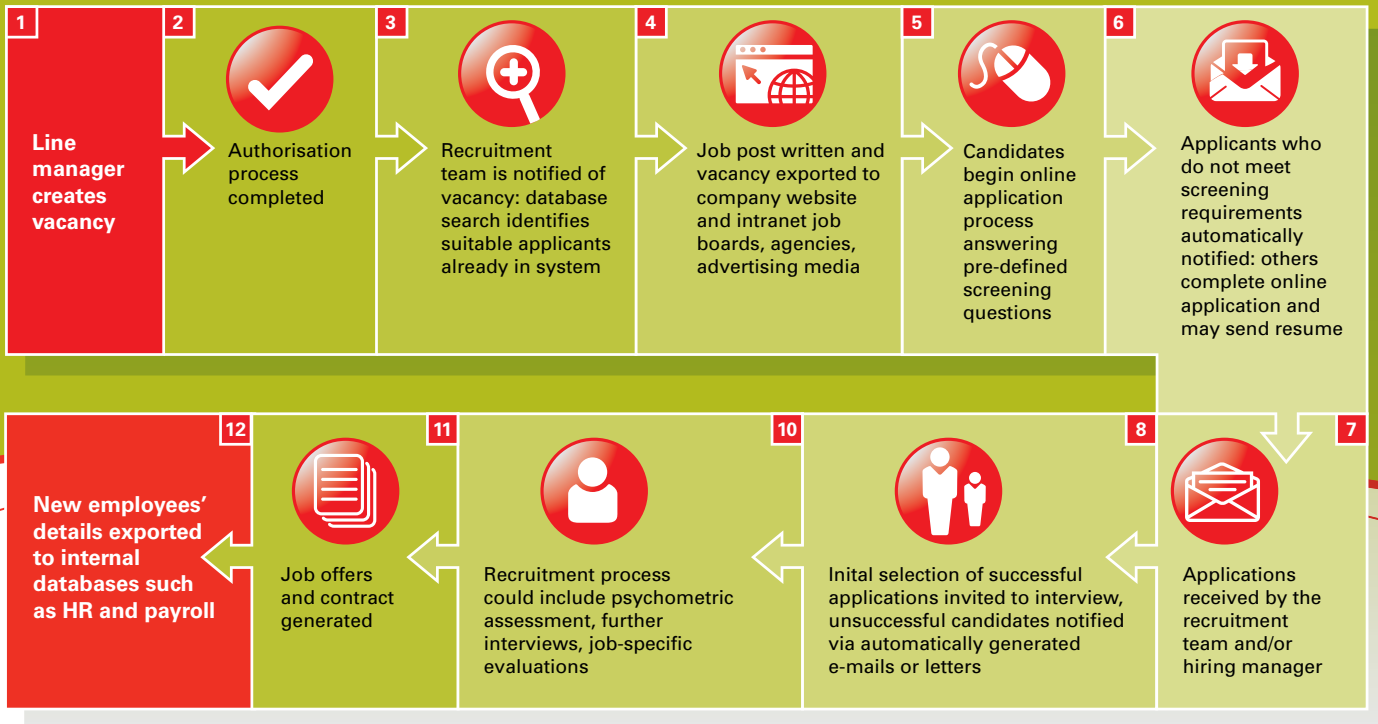 1
Line
manager
creates
vacancy
2
Authorisation
process
completed
3
Recruitment
team is notified of
vacancy: database
search identifies
suitable applicants
already in system
4
Job post written and
vacancy exported to
company website
and intranet job
boards, agencies,
advertising media
5
Candidates
begin online
application
process
answering
pre-defined
screening
questions
6
Applicants who
do not meet
screening
requirements
automatically
notified: others
complete online
application and
may send resume
7
Applications
received by the
recruitment
team and/or
hiring manager
8
Inital selection of successful
applications invited to interview,
unsuccessful candidates notified
via automatically generated
e-mails or letters
10
Recruitment process
could include psychometric
assessment, further
interviews, job-specific
evaluations
11
Job offers
and contract
generated
12
New employees’
details exported
to internal
databases such
as HR and payroll